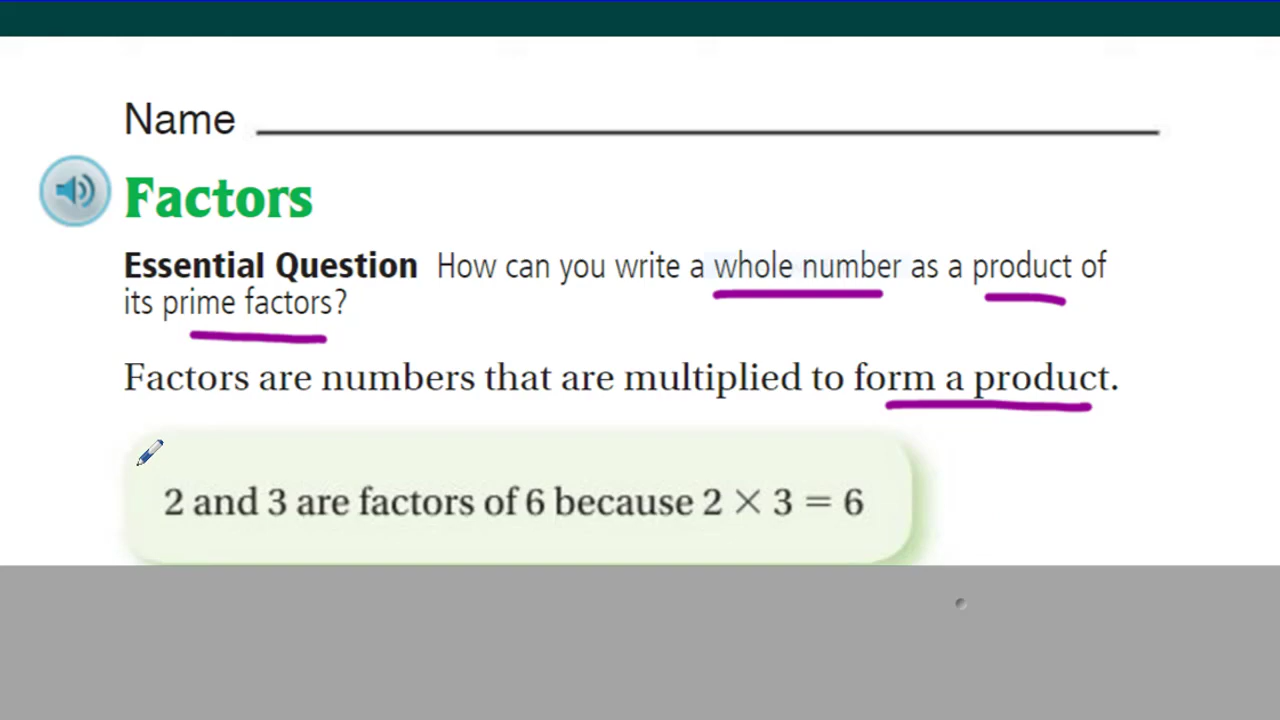 Name
Factors
Essential Question How can you write a whole number as a product of
its prime factors?
Factors are numbers that are multiplied to form a product.
2 and 3 are factors of 6 because 2 × 3 = 6